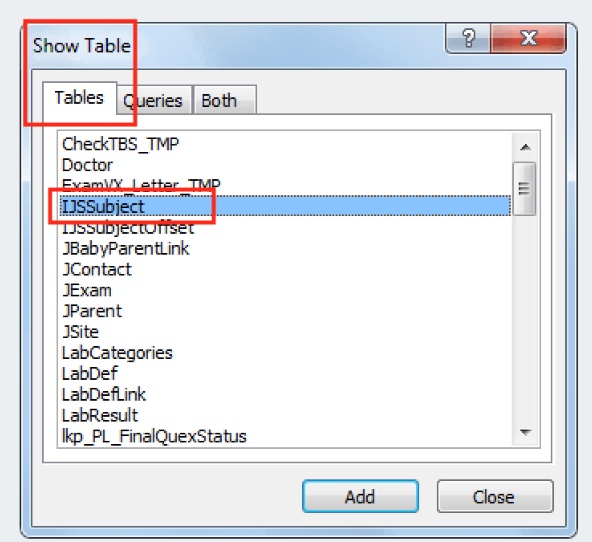 Show Table
?
X
Tables Queries Both
CheckTBS_TMP
Doctor
ExamVX_Letter_TMP
IJSSubject
IJSSubjectOffset
JBabyParentLink
JContact
JExam
JParent
JSite
LabCategories
LabDef
LabDefLink
LabResult
lkp_PL_FinalQuexStatus
Add Close